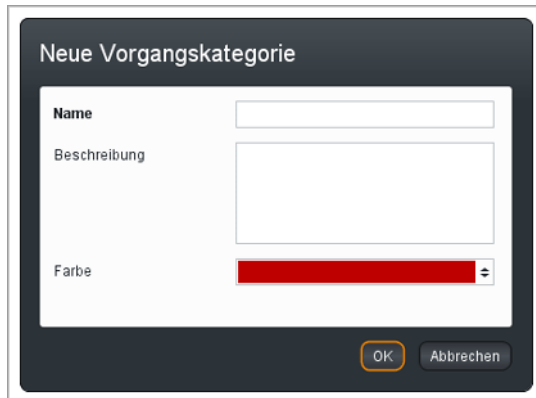 Neue Vorgangskategorie
Name
Beschreibung
Farbe
OK Abbrechen